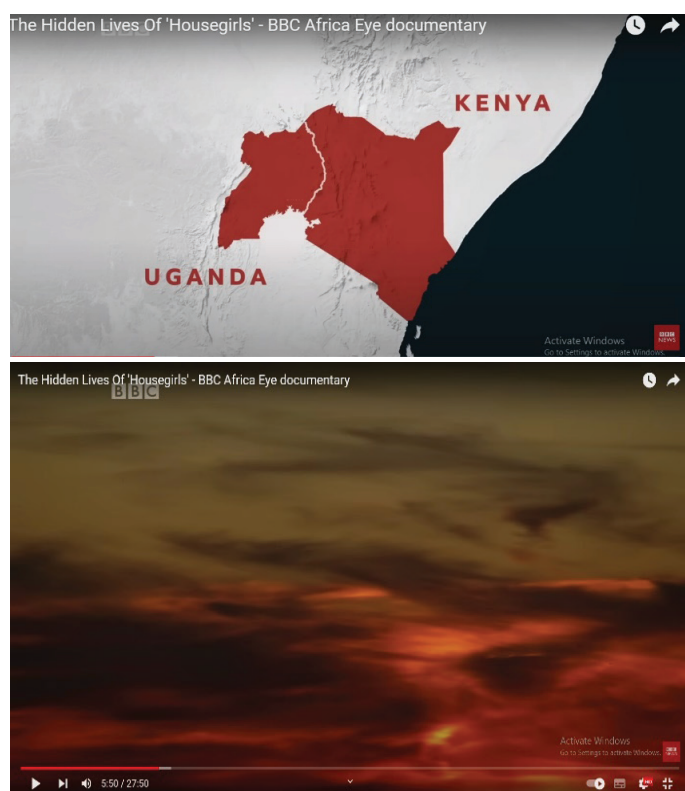 The Hidden Lives Of 'Housegirls' - BBC Africa Eye documentary
BBC
KENYA
UGANDA
Activate Windows
Go to Settings to activate Windows.
BBC
NEWS
The Hidden Lives Of 'Housegirls' - BBC Africa Eye documentary
BBC
Activate Windows
Go to Settings to activate Windows.
5:50 / 27:50